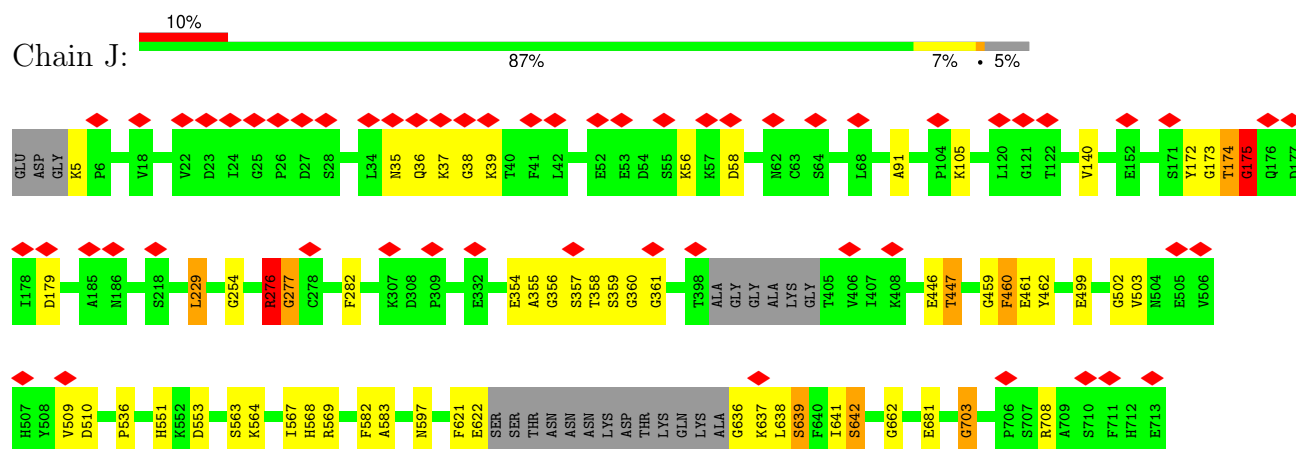 10%
Chain J:
87% 7% • 5%
GLU ASP GLY K5 P6 V18 V22 D23 I24 G25 P26 D27 S28 L34 N35 Q36 K37 G38 K39 T40 F41 L42 E52 E53 D54 S55 K56 K57 D58 N62 C63 S64 L68 A91 P104 K105 L120 G121 T122 V140 E152 S171 Y172 G173 T174 G175 Q176 D177
I178 D179 A185 N186 S218 L229 G254 R276 G277 C278 F282 K307 D308 P309 E332 E354 A355 G356 S357 T358 S359 G360 G361 T398 ALA GLY GLY ALA LYS GLY T405 V406 I407 K408 E446 T447 G459 F460 E461 Y462 E499 G502 V503 N504 E505 V506
H507 Y508 V509 D510 P536 H551 K552 D553 S563 K564 I567 H568 R569 F582 A583 N597 F621 E622 SER SER THR ASN ASN ASN LYS ASP THR LYS GLN LYS ALA G636 K637 L638 S639 F640 I641 S642 G662 E681 G703 P706 S707 R708 A709 S710 F711 H712 E713